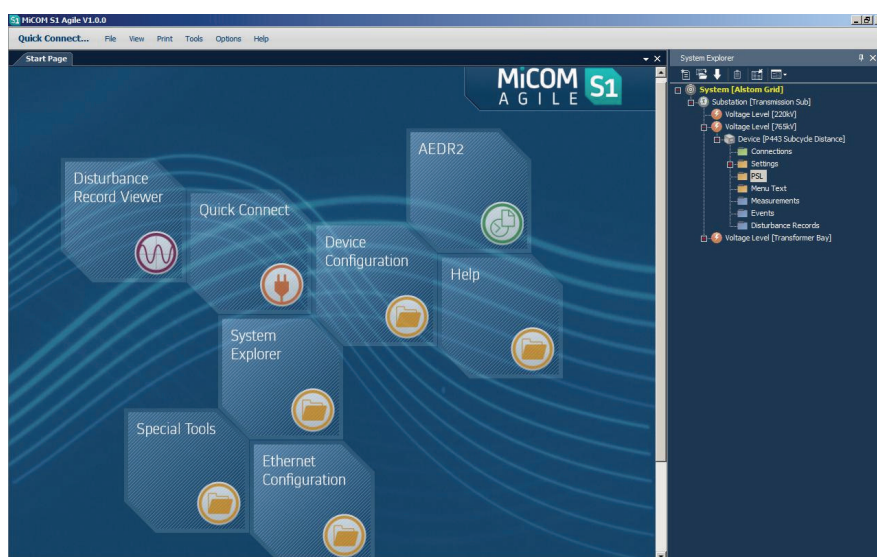 MiCOM S1 Agile V1.0.0
Quick Connect... File View Print Tools Options Help
Start Page
MiCOM
AGILE
S1
AEDR2
Disturbance
Record Viewer
Quick Connect
Device
Configuration
Help
System
Explorer
Special Tools
Ethernet
Configuration
System Explorer
System [Alstom Grid]
Substation [Transmission Sub]
Voltage Level [220kV]
Voltage Level [765kV]
Device [P443 Subcycle Distance]
Connections
Settings
PSL
Menu Text
Measurements
Events
Disturbance Records
Voltage Level [Transformer Bay]